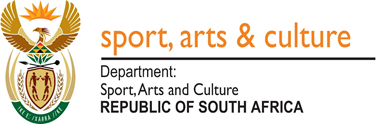 sport, arts & culture
Department:
Sport, Arts and Culture
REPUBLIC OF SOUTH AFRICA